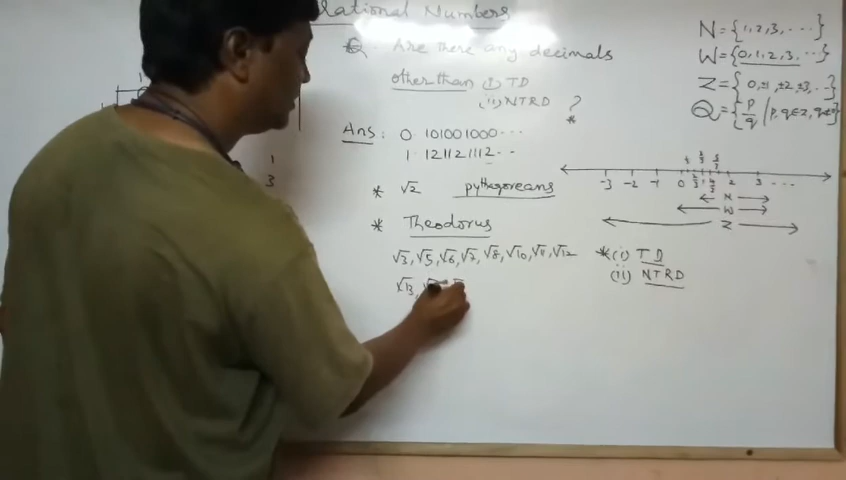 Rational Numbers
Q. Are there any decimals
other than (i) TD
(ii) NTRD ?
*
Ans : 0. 101001000...
1. 121121112...
* √2 pythagoreans
* Theodorus
√3, √5, √6, √7, √8, √10, √11, √12
√13,
1
3
N = {1, 2, 3, ....}
W = {0, 1, 2, 3, ...}
Z = {0, ±1, ±2, ±3, ...}
Q = {p/q / p, q ∈ Z, q≠
-3 -2 -1 0 1 2 3 ...
N
W
Z
*(i) TD
(ii) NTRD